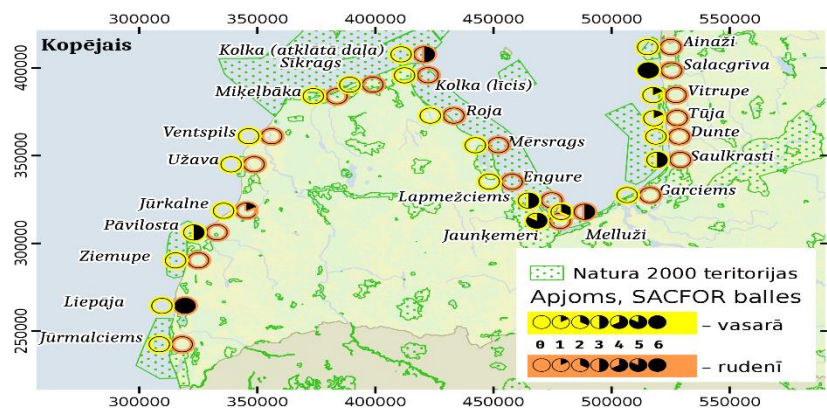 300000 350000 400000 450000 500000 550000
Kopējais
Kolka (atklātā daļa)
Sīkrags
Miķeļbāka
Kolka (līcis)
Roja
Ventspils
Mērsrags
Užava
Engure
Jūrkalne
Lapmežciems
Pāvilosta
Jaunķemeri
Melluži
Ziemupe
Liepāja
Jūrmalciems
Ainaži
Salacgrīva
Vitrupe
Tūja
Dunte
Saulkrasti
Garciems
400000
350000
300000
250000
400000
350000
300000
Natura 2000 teritorijas
Apjoms, SACFOR balles
– vasarā
0 1 2 3 4 5 6
– rudenī
300000 350000 400000 450000 500000 550000